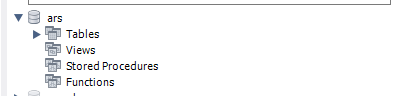 ars
Tables
Views
Stored Procedures
Functions